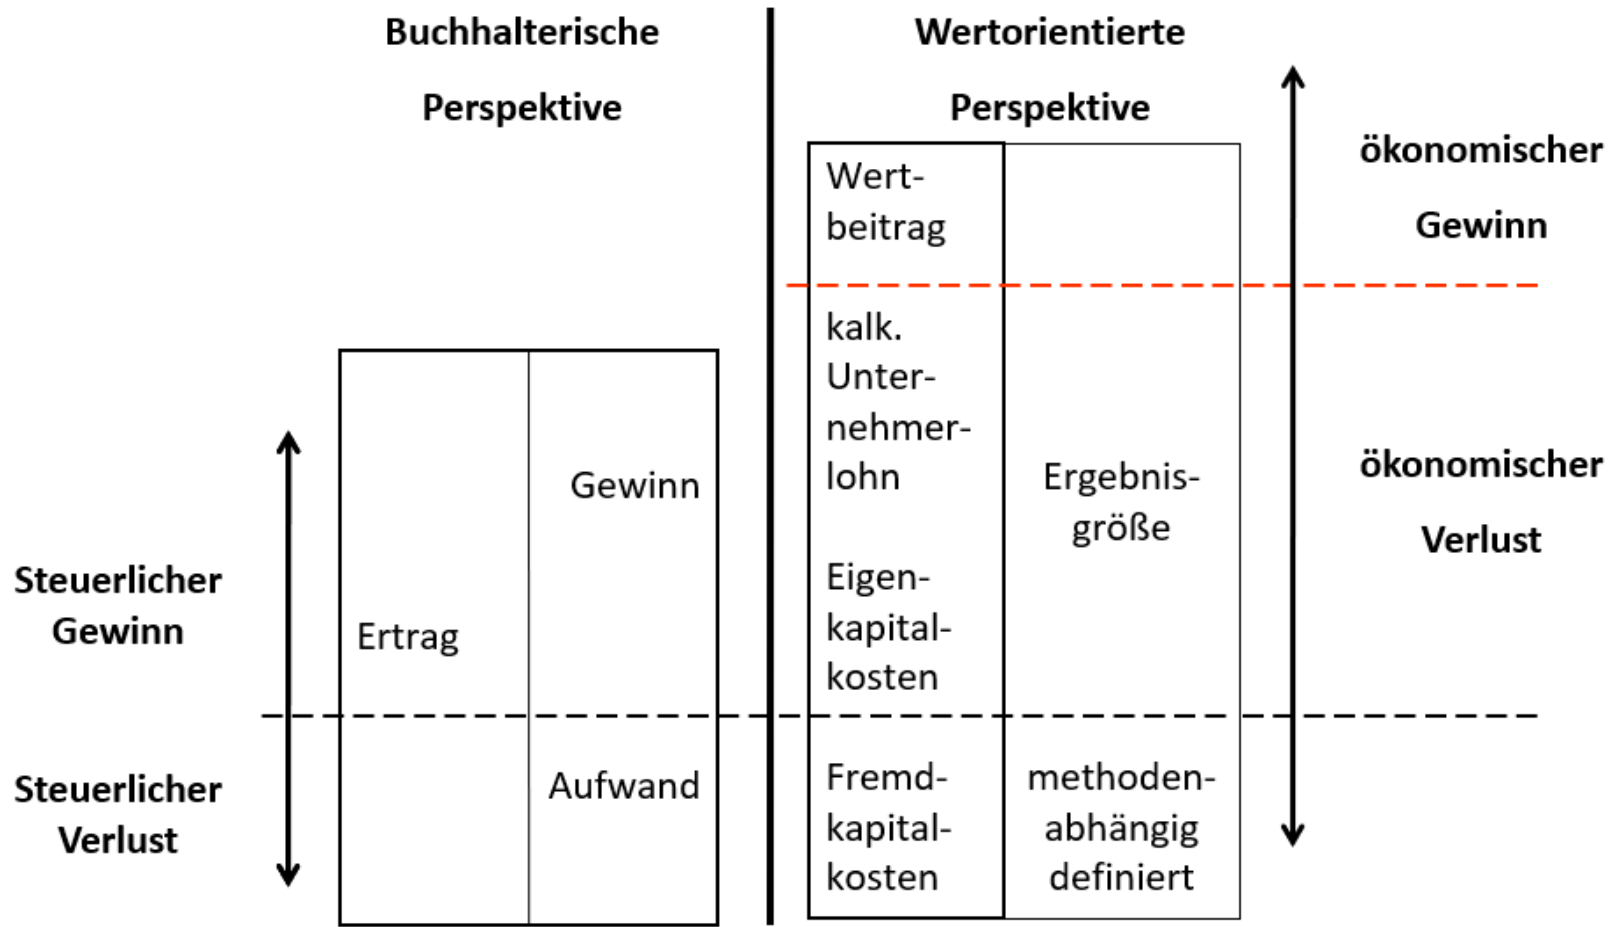 Buchhalterische
Perspektive
Wertorientierte
Perspektive
Steuerlicher
Gewinn
Steuerlicher
Verlust
Ertrag
Gewinn
Aufwand
Wert-
beitrag
kalk.
Unter-
nehmer-
lohn
Eigen-
kapital-
kosten
Fremd-
kapital-
kosten
Ergebnis-
größe
methoden-
abhängig
definiert
ökonomischer
Gewinn
ökonomischer
Verlust